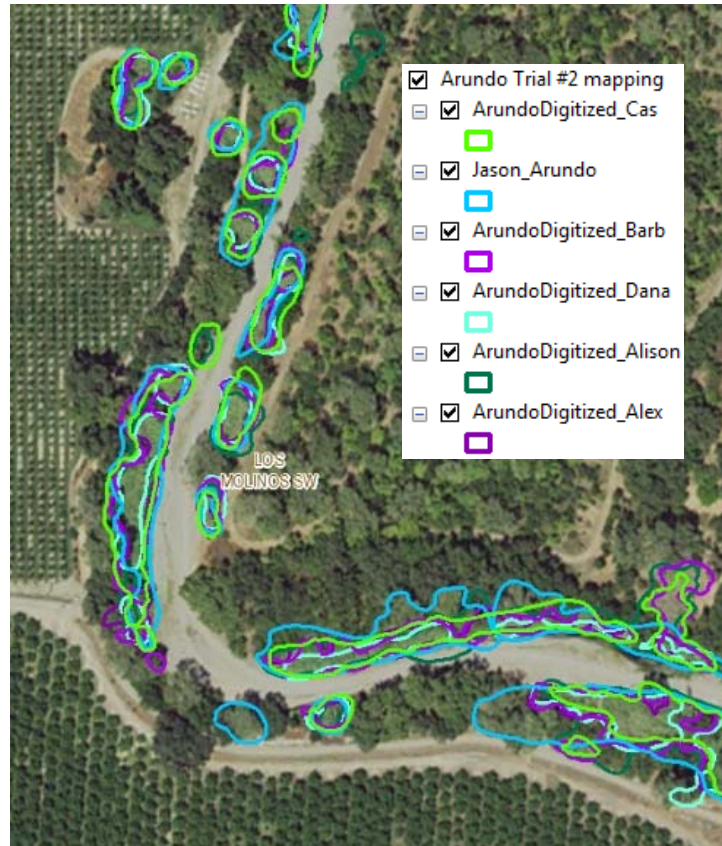 Arundo Trial #2 mapping
ArundoDigitized_Cas
Jason_Arundo
ArundoDigitized_Barb
ArundoDigitized_Dana
ArundoDigitized_Alison
ArundoDigitized_Alex
LOS
MOLINOS SW